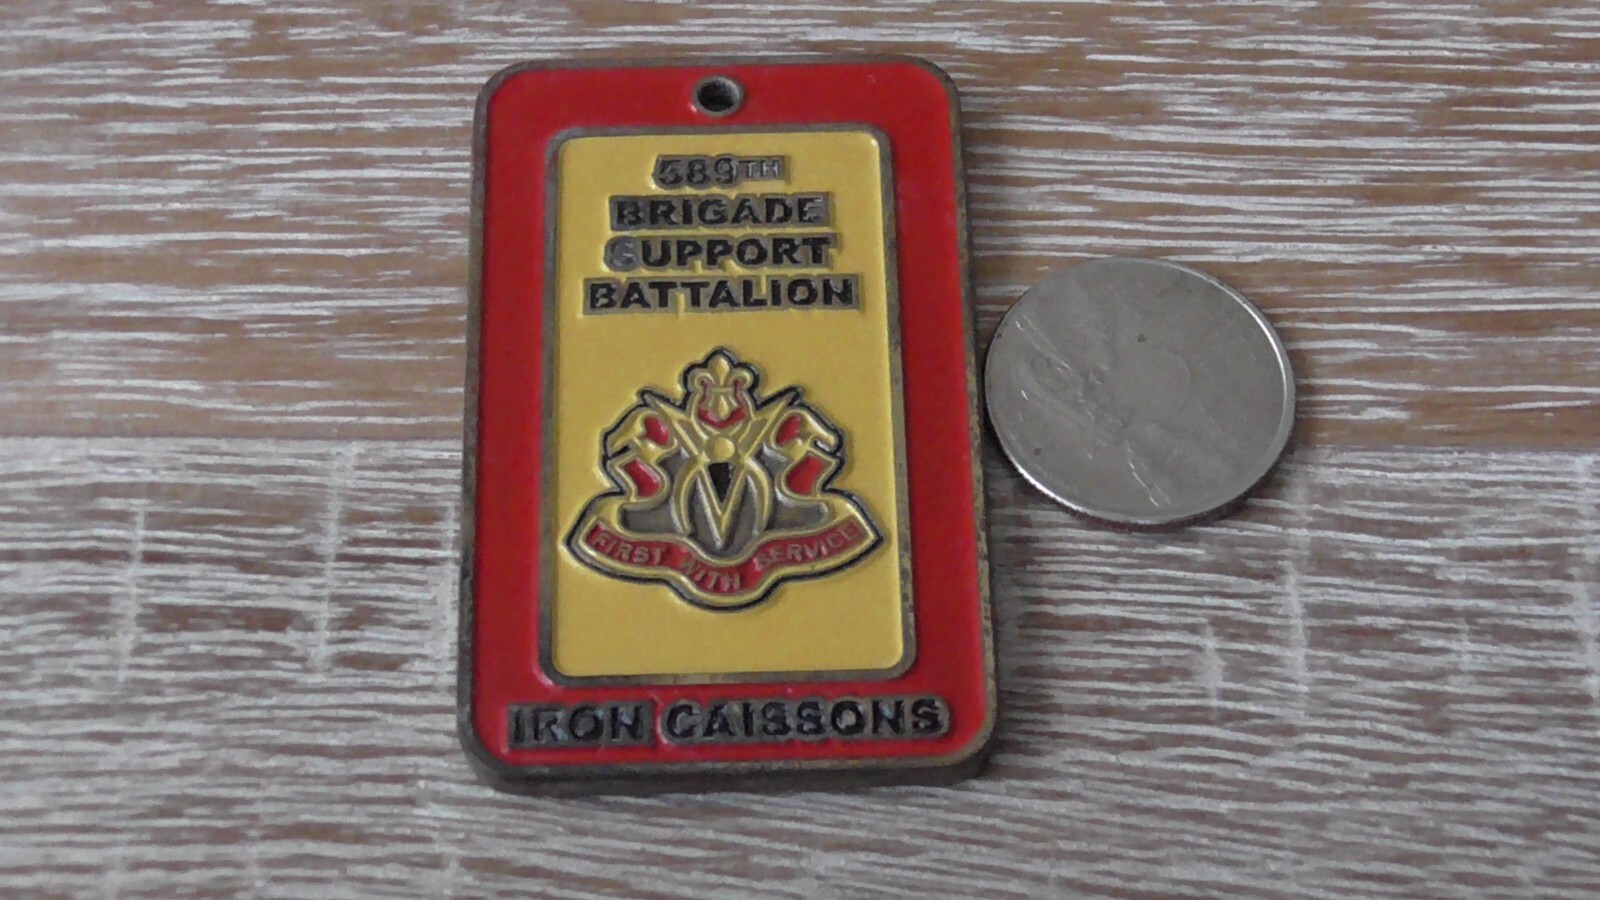 589TH
BRIGADE
SUPPORT
BATTALION
FIRST WITH SERVICE
IRON CAISSONS